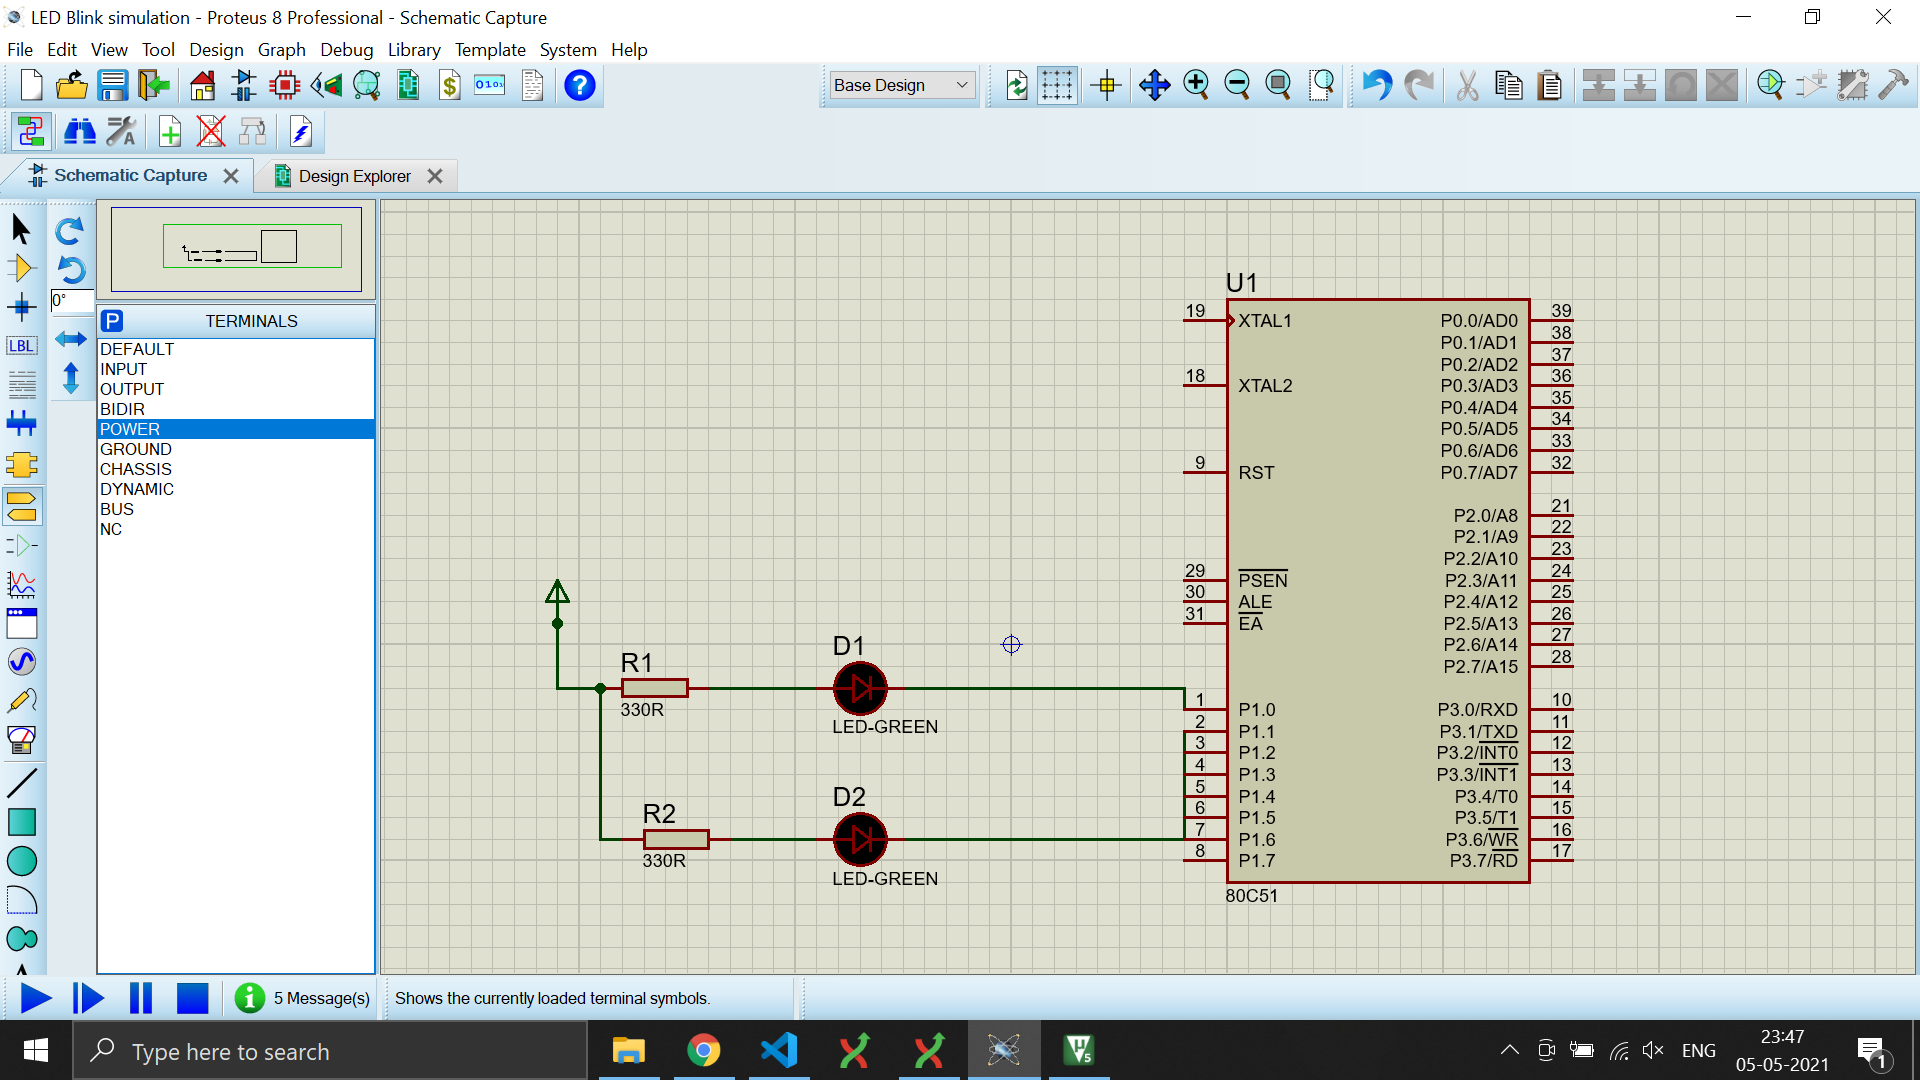 LED Blink simulation - Proteus 8 Professional - Schematic Capture
File Edit View Tool Design Graph Debug Library Template System Help
Base Design
Schematic Capture
Design Explorer
0°
LBL
P TERMINALS
DEFAULT
INPUT
OUTPUT
BIDIR
POWER
GROUND
CHASSIS
DYNAMIC
BUS
NC
U1
19 XTAL1 P0.0/AD0 39
P0.1/AD1 38
P0.2/AD2 37
18 XTAL2 P0.3/AD3 36
P0.4/AD4 35
P0.5/AD5 34
P0.6/AD6 33
9 RST P0.7/AD7 32
P2.0/A8 21
P2.1/A9 22
P2.2/A10 23
29 PSEN P2.3/A11 24
30 ALE P2.4/A12 25
31 EA P2.5/A13 26
P2.6/A14 27
P2.7/A15 28
1 P1.0 P3.0/RXD 10
2 P1.1 P3.1/TXD 11
3 P1.2 P3.2/INT0 12
4 P1.3 P3.3/INT1 13
5 P1.4 P3.4/T0 14
6 P1.5 P3.5/T1 15
7 P1.6 P3.6/WR 16
8 P1.7 P3.7/RD 17
80C51
R1
330R
D1
LED-GREEN
R2
330R
D2
LED-GREEN
5 Message(s)
Shows the currently loaded terminal symbols.
Type here to search
ENG
23:47
05-05-2021
1